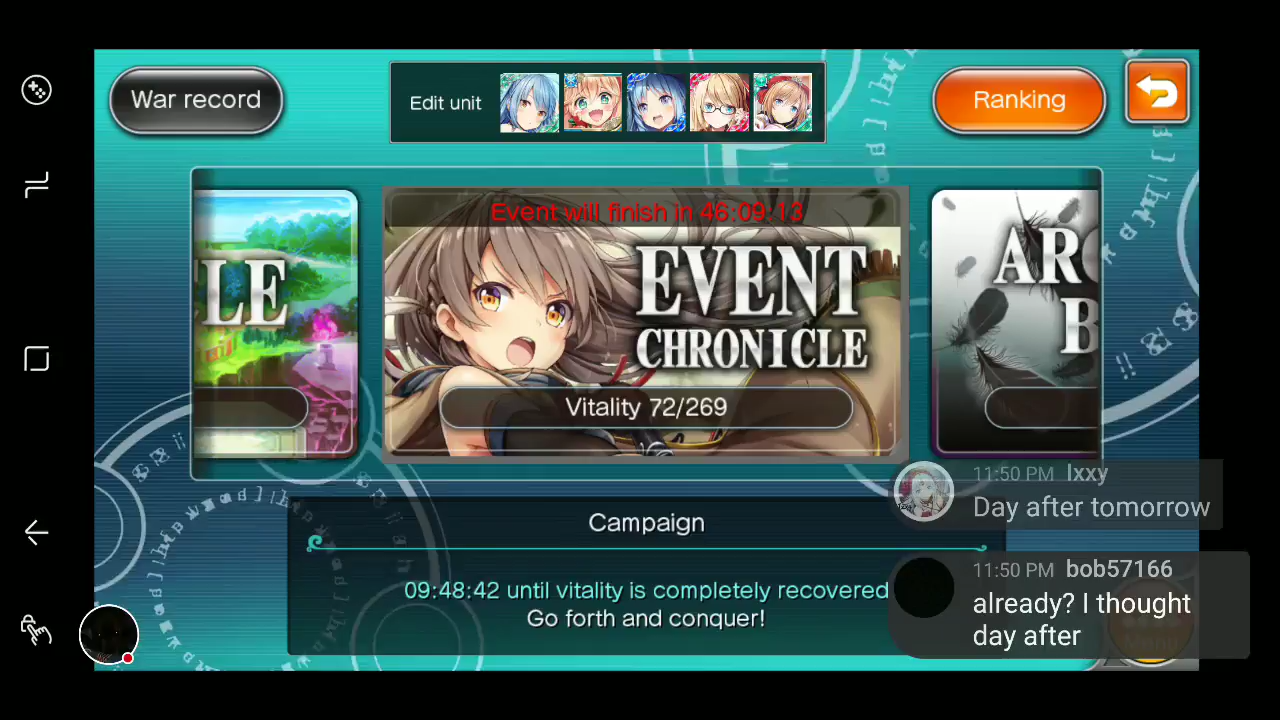 War record
Edit unit
Ranking
Event will finish in 46:09:13
LE
EVENT
CHRONICLE
Vitality 72/269
AR
B
11:50 PM lxxy
Day after tomorrow
Campaign
09:48:42 until vitality is completely recovered
Go forth and conquer!
11:50 PM bob57166
already? I thought
day after